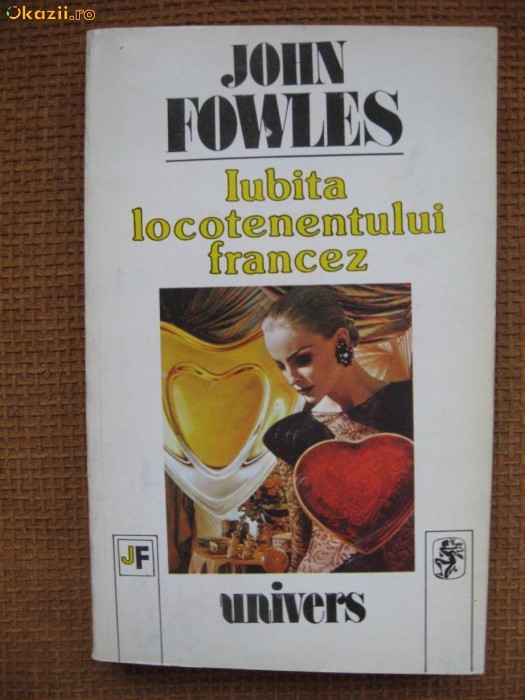 Okazii.ro
JOHN
FOWLES
Iubita
locotenentului
francez
JF
univers